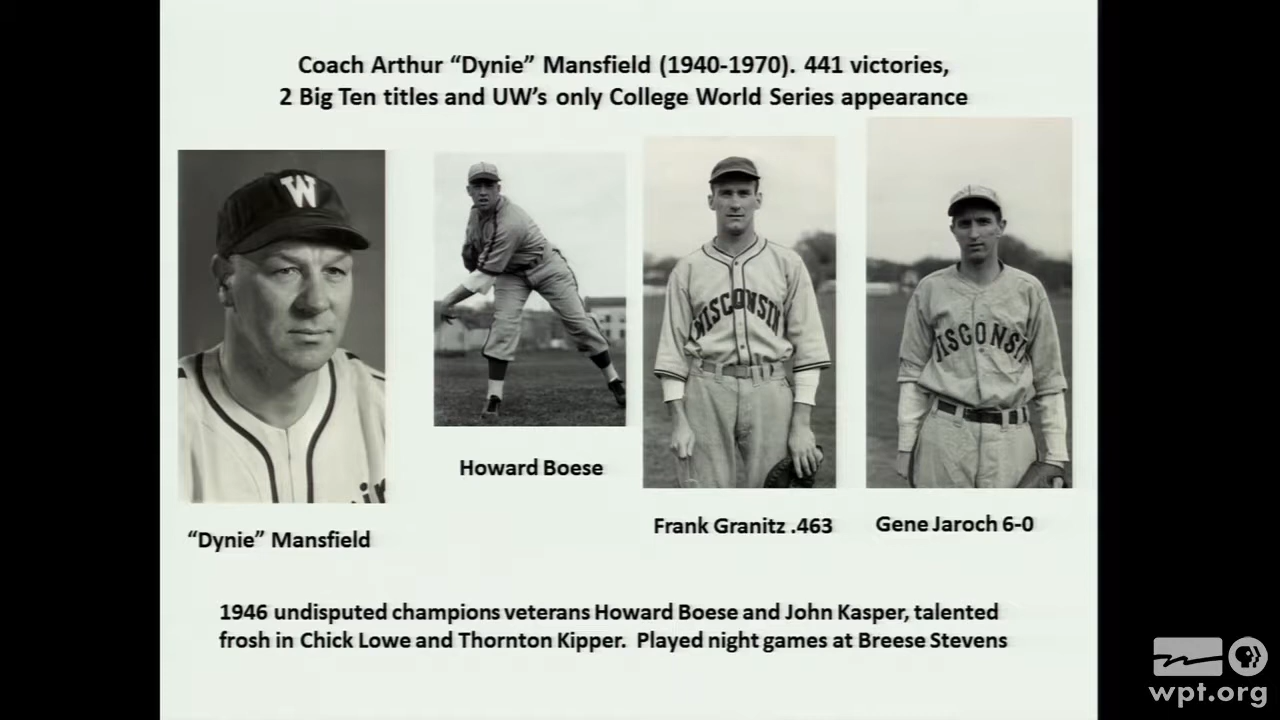 Coach Arthur “Dynie” Mansfield (1940-1970). 441 victories,
2 Big Ten titles and UW’s only College World Series appearance
W
WISCONSIN
WISCONSIN
Howard Boese
Frank Granitz .463
Gene Jaroch 6-0
“Dynie” Mansfield
1946 undisputed champions veterans Howard Boese and John Kasper, talented
frosh in Chick Lowe and Thornton Kipper. Played night games at Breese Stevens
wpt.org